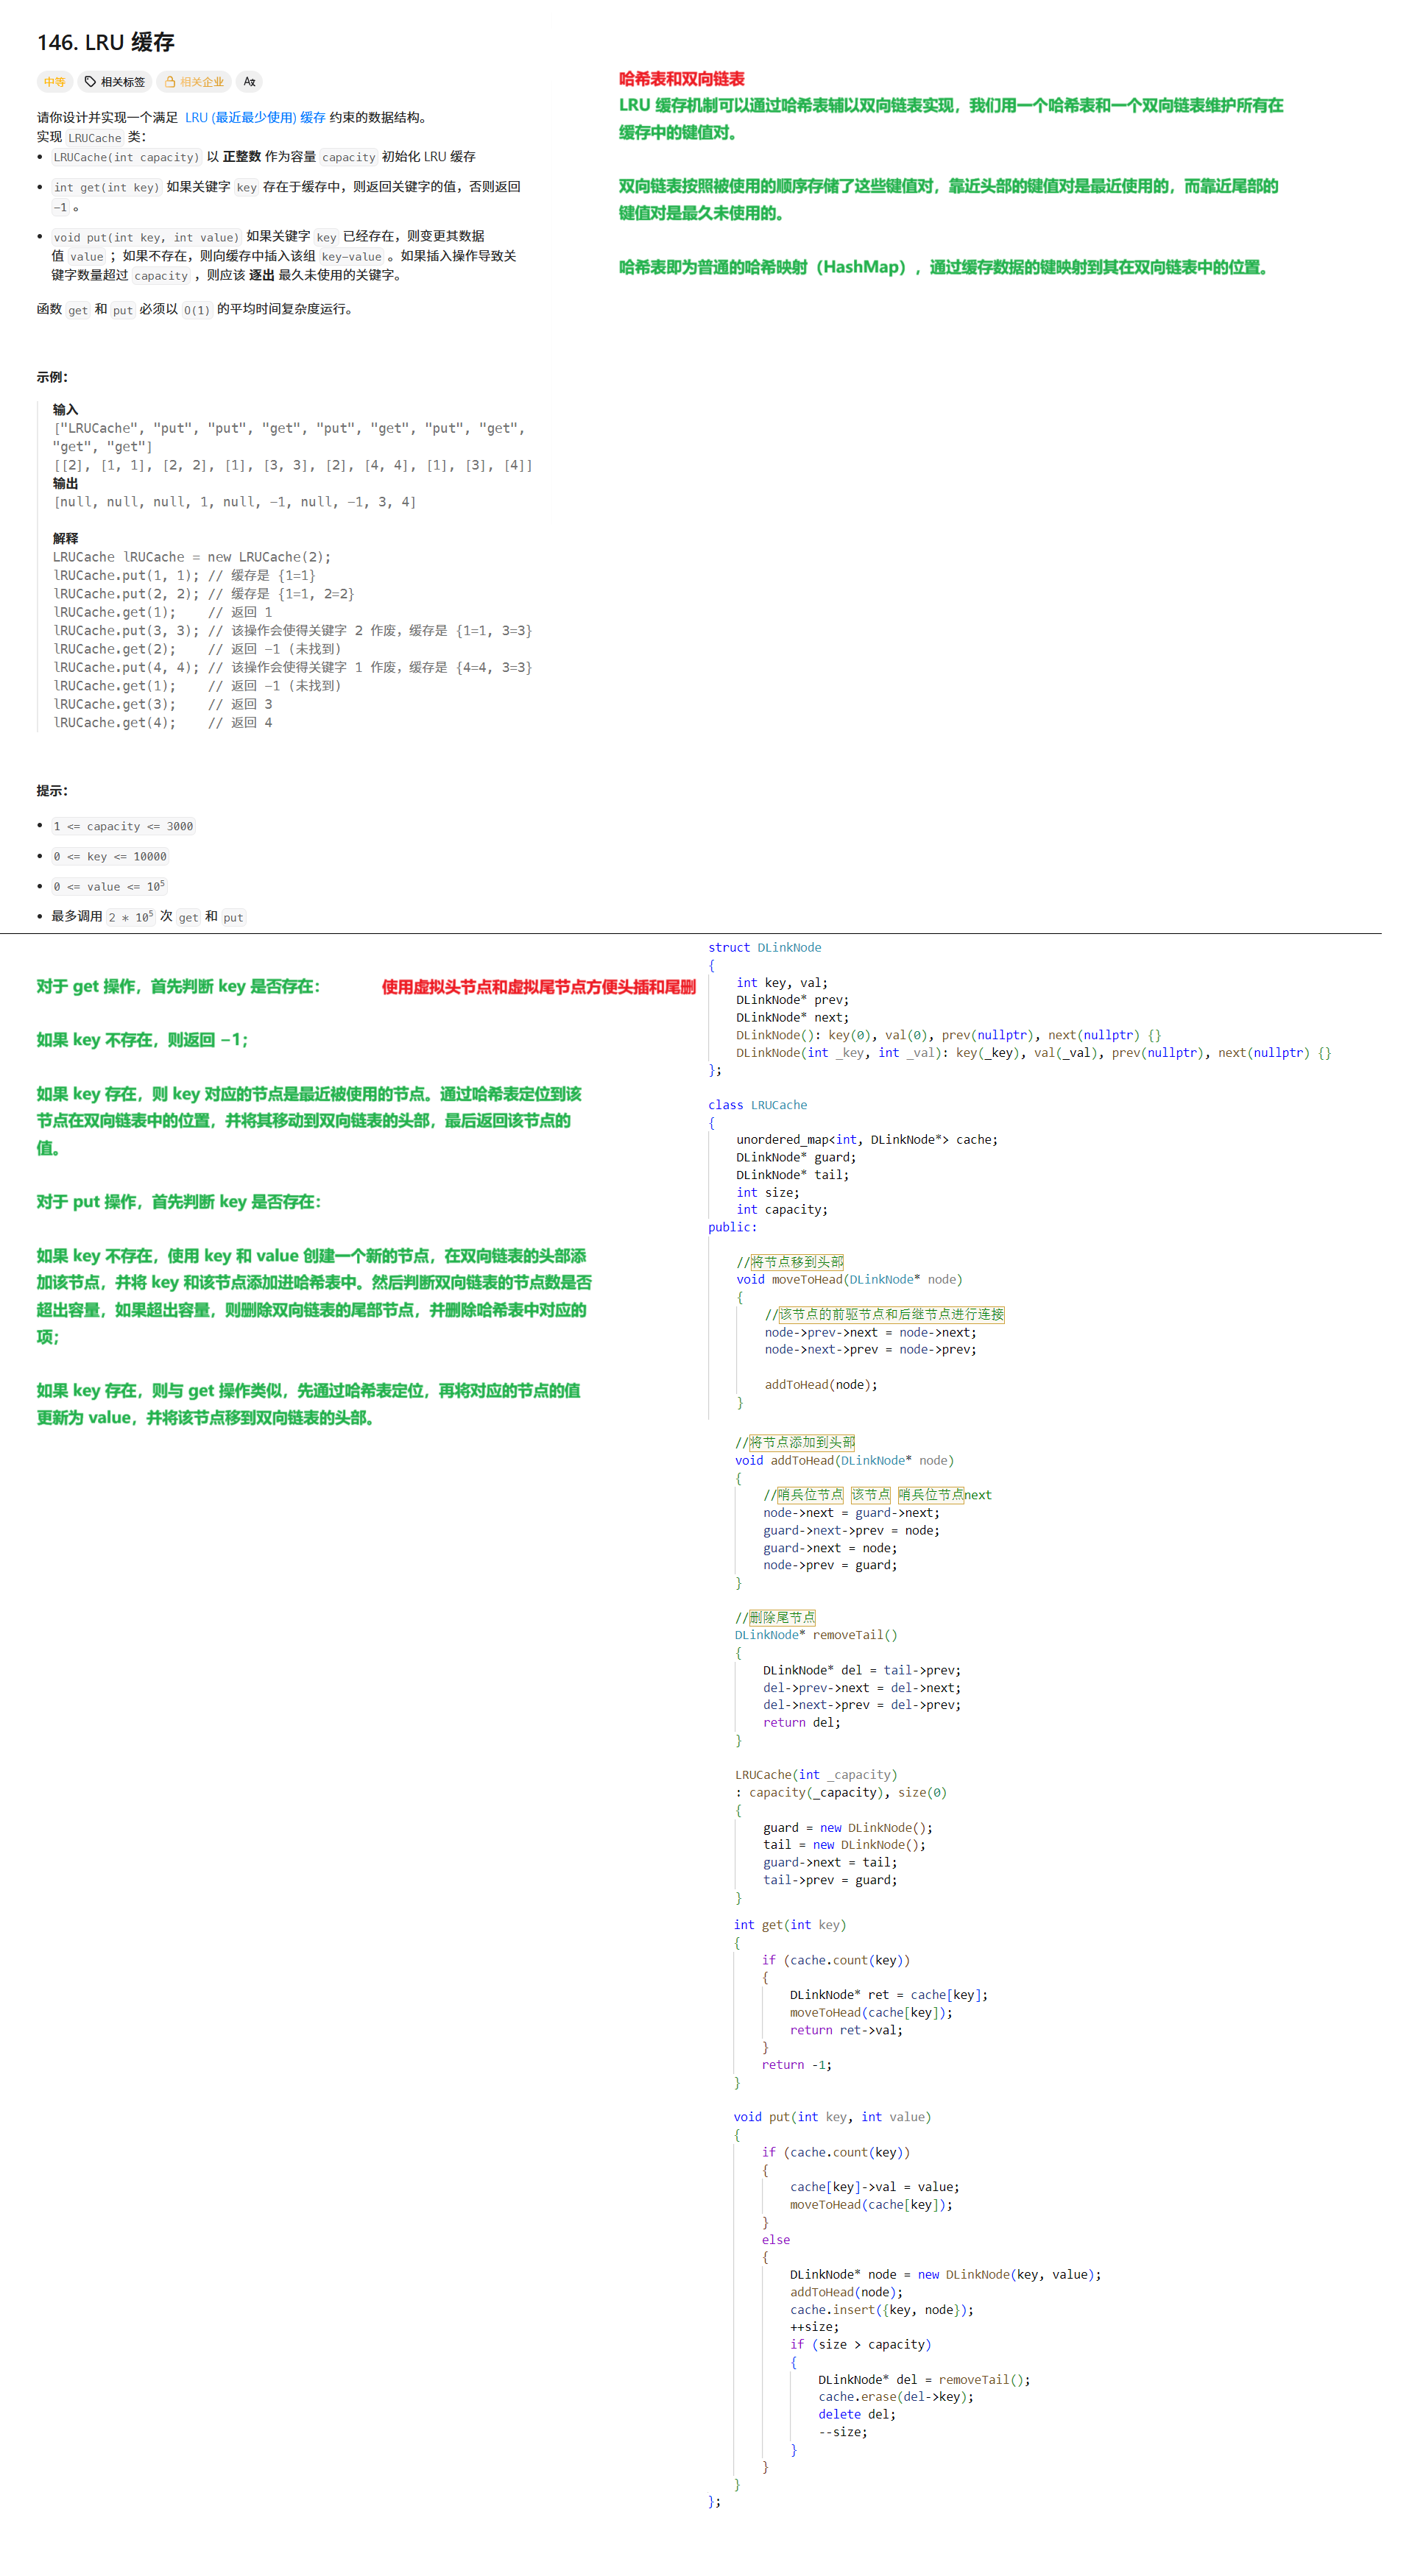 146. LRU 缓存
中等 相关标签 相关企业
请你设计并实现一个满足 LRU (最近最少使用) 缓存 约束的数据结构。
实现 LRUCache 类：
• LRUCache(int capacity) 以 正整数 作为容量 capacity 初始化 LRU 缓存
• int get(int key) 如果关键字 key 存在于缓存中，则返回关键字的值，否则返回
-1 。
• void put(int key, int value) 如果关键字 key 已经存在，则变更其数据
值 value ；如果不存在，则向缓存中插入该组 key-value 。如果插入操作导致关
键字数量超过 capacity ，则应该 逐出 最久未使用的关键字。
函数 get 和 put 必须以 O(1) 的平均时间复杂度运行。
示例：
输入
["LRUCache", "put", "put", "get", "put", "get", "put", "get",
"get", "get"]
[[2], [1, 1], [2, 2], [1], [3, 3], [2], [4, 4], [1], [3], [4]]
输出
[null, null, null, 1, null, -1, null, -1, 3, 4]
解释
LRUCache lRUCache = new LRUCache(2);
lRUCache.put(1, 1); // 缓存是 {1=1}
lRUCache.put(2, 2); // 缓存是 {1=1, 2=2}
lRUCache.get(1);    // 返回 1
lRUCache.put(3, 3); // 该操作会使得关键字 2 作废，缓存是 {1=1, 3=3}
lRUCache.get(2);    // 返回 -1 (未找到)
lRUCache.put(4, 4); // 该操作会使得关键字 1 作废，缓存是 {4=4, 3=3}
lRUCache.get(1);    // 返回 -1 (未找到)
lRUCache.get(3);    // 返回 3
lRUCache.get(4);    // 返回 4
提示：
• 1 <= capacity <= 3000
• 0 <= key <= 10000
• 0 <= value <= 10⁵
• 最多调用 2 * 10⁵ 次 get 和 put
哈希表和双向链表
LRU 缓存机制可以通过哈希表辅以双向链表实现，我们用一个哈希表和一个双向链表维护所有在
缓存中的键值对。
双向链表按照被使用的顺序存储了这些键值对，靠近头部的键值对是最近使用的，而靠近尾部的
键值对是最久未使用的。
哈希表即为普通的哈希映射（HashMap），通过缓存数据的键映射到其在双向链表中的位置。
对于 get 操作，首先判断 key 是否存在：
使用虚拟头节点和虚拟尾节点方便头插和尾删
如果 key 不存在，则返回 −1；
如果 key 存在，则 key 对应的节点是最近被使用的节点。通过哈希表定位到该
节点在双向链表中的位置，并将其移动到双向链表的头部，最后返回该节点的
值。
对于 put 操作，首先判断 key 是否存在：
如果 key 不存在，使用 key 和 value 创建一个新的节点，在双向链表的头部添
加该节点，并将 key 和该节点添加进哈希表中。然后判断双向链表的节点数是否
超出容量，如果超出容量，则删除双向链表的尾部节点，并删除哈希表中对应的
项；
如果 key 存在，则与 get 操作类似，先通过哈希表定位，再将对应的节点的值
更新为 value，并将该节点移到双向链表的头部。
struct DLinkNode
{
    int key, val;
    DLinkNode* prev;
    DLinkNode* next;
    DLinkNode(): key(0), val(0), prev(nullptr), next(nullptr) {}
    DLinkNode(int _key, int _val): key(_key), val(_val), prev(nullptr), next(nullptr) {}
};
class LRUCache
{
    unordered_map<int, DLinkNode*> cache;
    DLinkNode* guard;
    DLinkNode* tail;
    int size;
    int capacity;
public:
    //将节点移到头部
    void moveToHead(DLinkNode* node)
    {
        //该节点的前驱节点和后继节点进行连接
        node->prev->next = node->next;
        node->next->prev = node->prev;
        addToHead(node);
    }
    //将节点添加到头部
    void addToHead(DLinkNode* node)
    {
        //哨兵位节点 该节点 哨兵位节点next
        node->next = guard->next;
        guard->next->prev = node;
        guard->next = node;
        node->prev = guard;
    }
    //删除尾节点
    DLinkNode* removeTail()
    {
        DLinkNode* del = tail->prev;
        del->prev->next = del->next;
        del->next->prev = del->prev;
        return del;
    }
    LRUCache(int _capacity)
    : capacity(_capacity), size(0)
    {
        guard = new DLinkNode();
        tail = new DLinkNode();
        guard->next = tail;
        tail->prev = guard;
    }
    int get(int key)
    {
        if (cache.count(key))
        {
            DLinkNode* ret = cache[key];
            moveToHead(cache[key]);
            return ret->val;
        }
        return -1;
    }
    void put(int key, int value)
    {
        if (cache.count(key))
        {
            cache[key]->val = value;
            moveToHead(cache[key]);
        }
        else
        {
            DLinkNode* node = new DLinkNode(key, value);
            addToHead(node);
            cache.insert({key, node});
            ++size;
            if (size > capacity)
            {
                DLinkNode* del = removeTail();
                cache.erase(del->key);
                delete del;
                --size;
            }
        }
    }
};